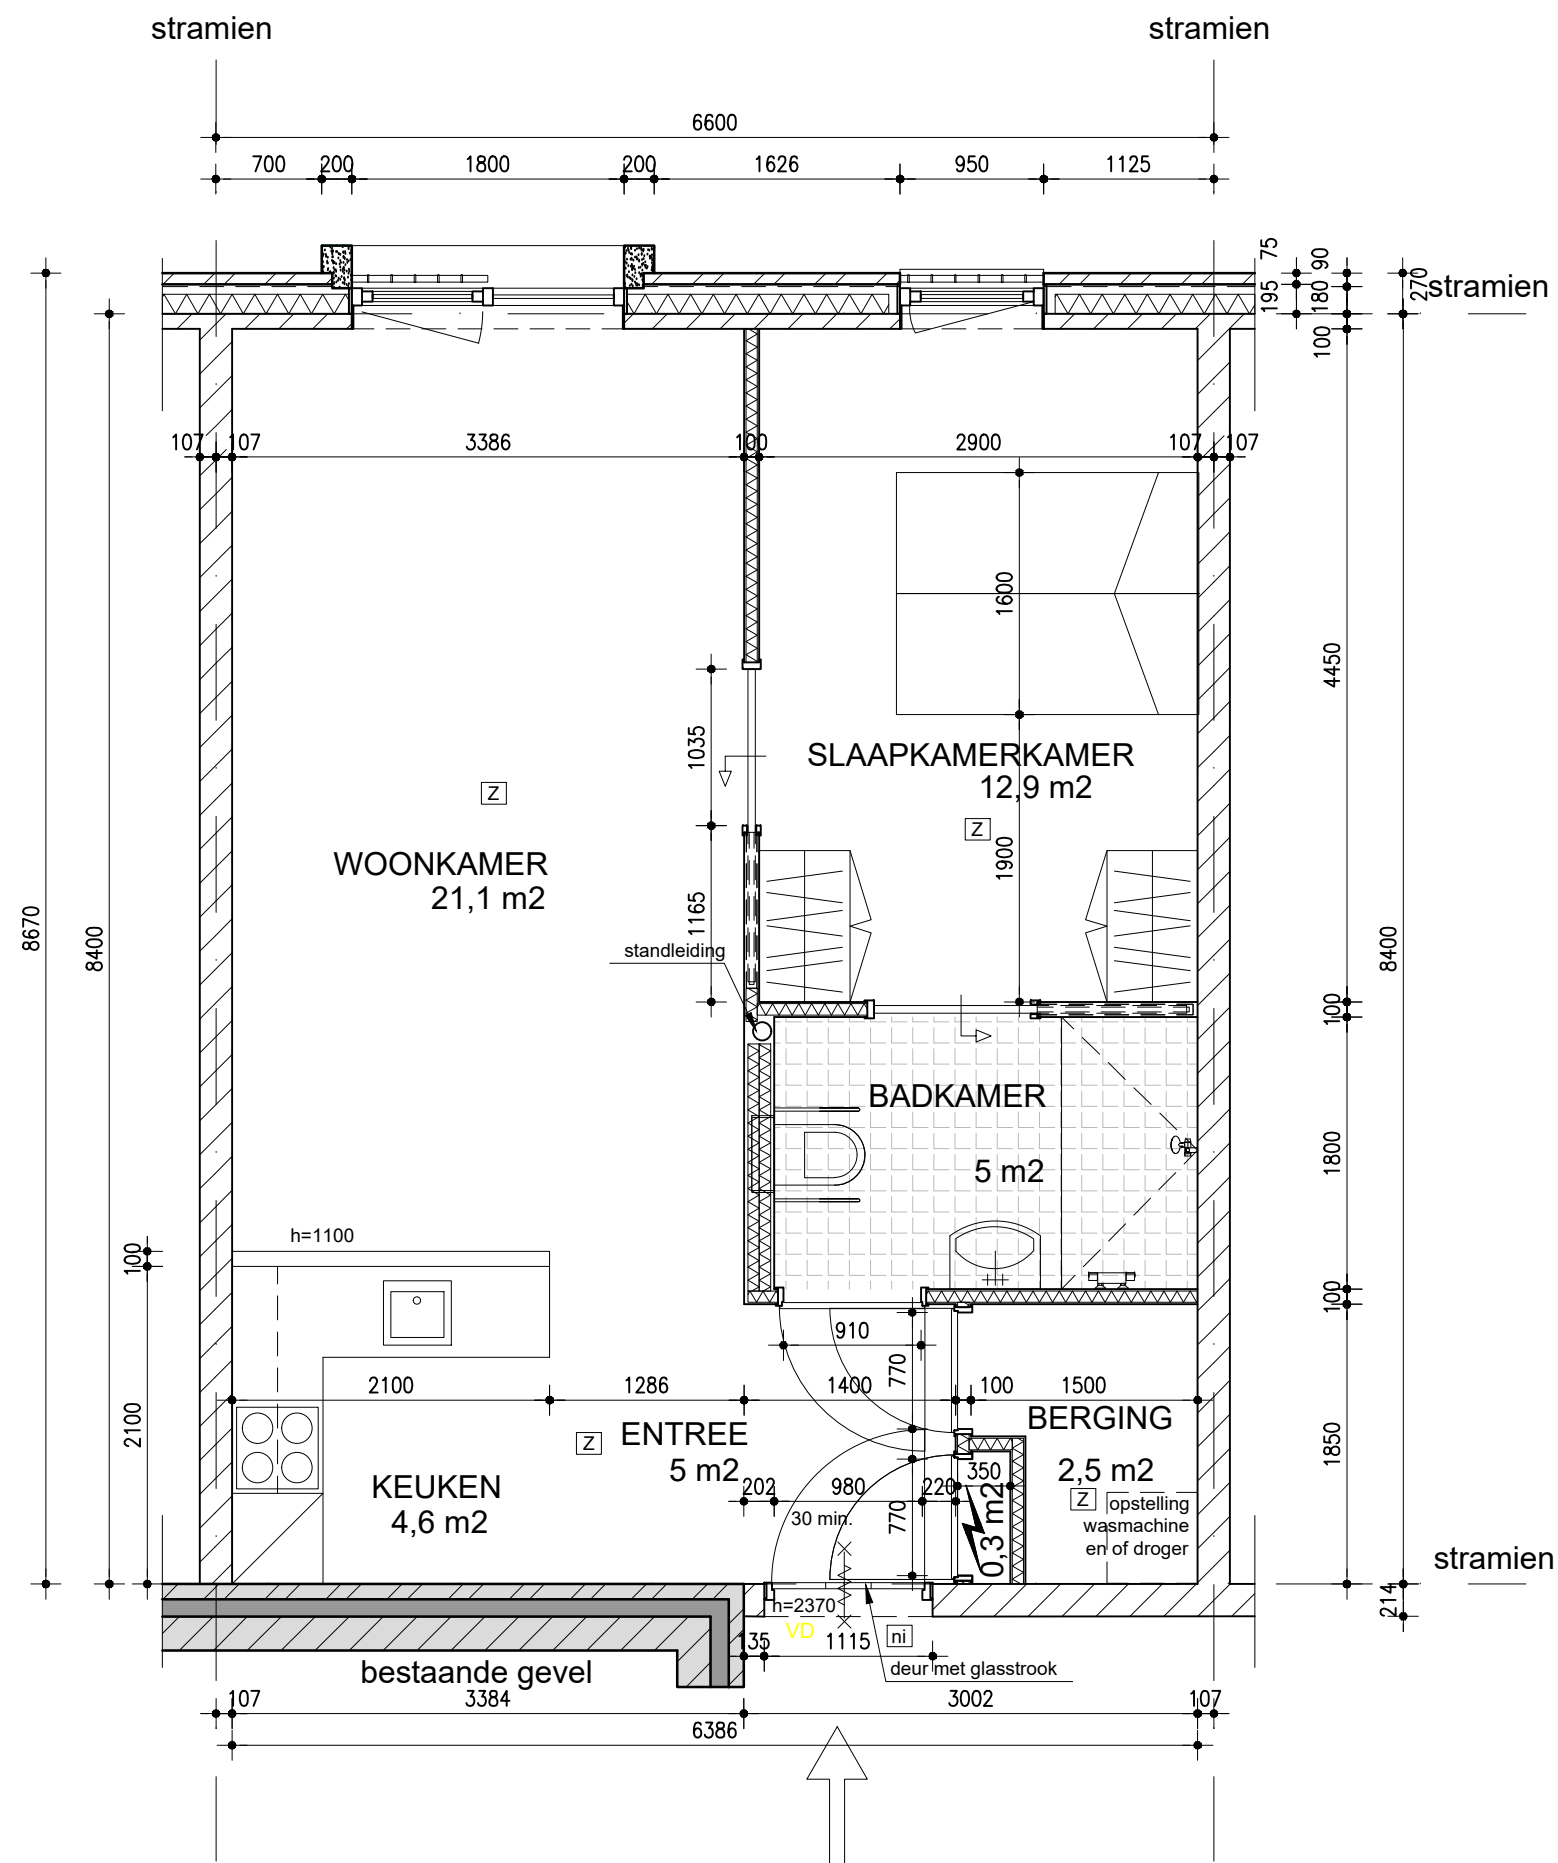 stramien
stramien
6600
700
200
1800
200
1626
950
1125
75
90
270
stramien
195
180
100
107
107
3386
100
2900
107
107
1600
4450
1035
SLAAPKAMERKAMER
12,9 m2
Z
Z
WOONKAMER
21,1 m2
1900
1165
8670
8400
8400
standleiding
100
BADKAMER
5 m2
1800
h=1100
100
100
910
770
2100
1286
1400
100
1500
2100
BERGING
1850
Z
ENTREE
5 m2
KEUKEN
4,6 m2
202
980
220
350
2,5 m2
Z
30 min.
770
0,3 m2
opstelling
wasmachine
en of droger
stramien
h=2370
214
VD
135
1115
ni
bestaande gevel
deur met glasstrook
107
3384
3002
107
6386